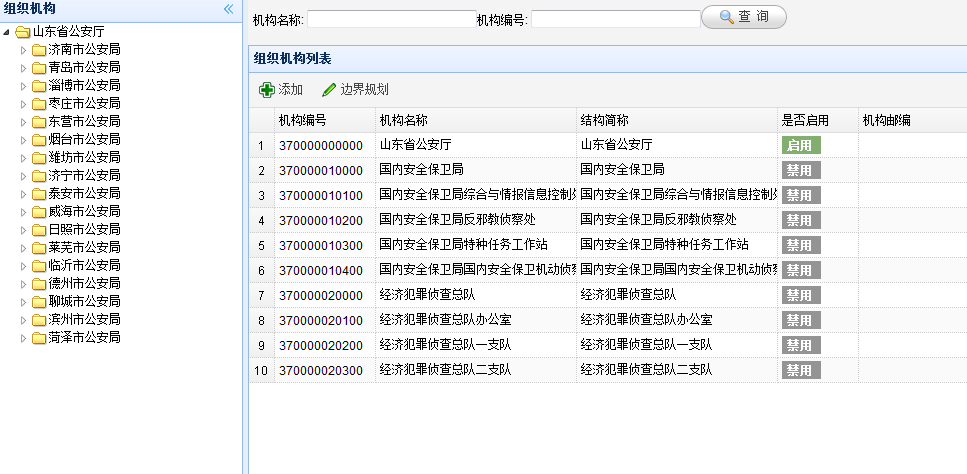 组织机构
山东省公安厅
济南市公安局
青岛市公安局
淄博市公安局
枣庄市公安局
东营市公安局
烟台市公安局
潍坊市公安局
济宁市公安局
泰安市公安局
威海市公安局
日照市公安局
莱芜市公安局
临沂市公安局
德州市公安局
聊城市公安局
滨州市公安局
菏泽市公安局
机构名称: 机构编号: 查 询
组织机构列表
添加 边界规划
机构编号 机构名称 结构简称 是否启用 机构邮编
1 370000000000 山东省公安厅 山东省公安厅 启用
2 370000010000 国内安全保卫局 国内安全保卫局 禁用
3 370000010100 国内安全保卫局综合与情报信息控制 国内安全保卫局综合与情报信息控制 禁用
4 370000010200 国内安全保卫局反邪教侦察处 国内安全保卫局反邪教侦察处 禁用
5 370000010300 国内安全保卫局特种任务工作站 国内安全保卫局特种任务工作站 禁用
6 370000010400 国内安全保卫局国内安全保卫机动侦察 国内安全保卫局国内安全保卫机动侦察 禁用
7 370000020000 经济犯罪侦查总队 经济犯罪侦查总队 禁用
8 370000020100 经济犯罪侦查总队办公室 经济犯罪侦查总队办公室 禁用
9 370000020200 经济犯罪侦查总队一支队 经济犯罪侦查总队一支队 禁用
10 370000020300 经济犯罪侦查总队二支队 经济犯罪侦查总队二支队 禁用